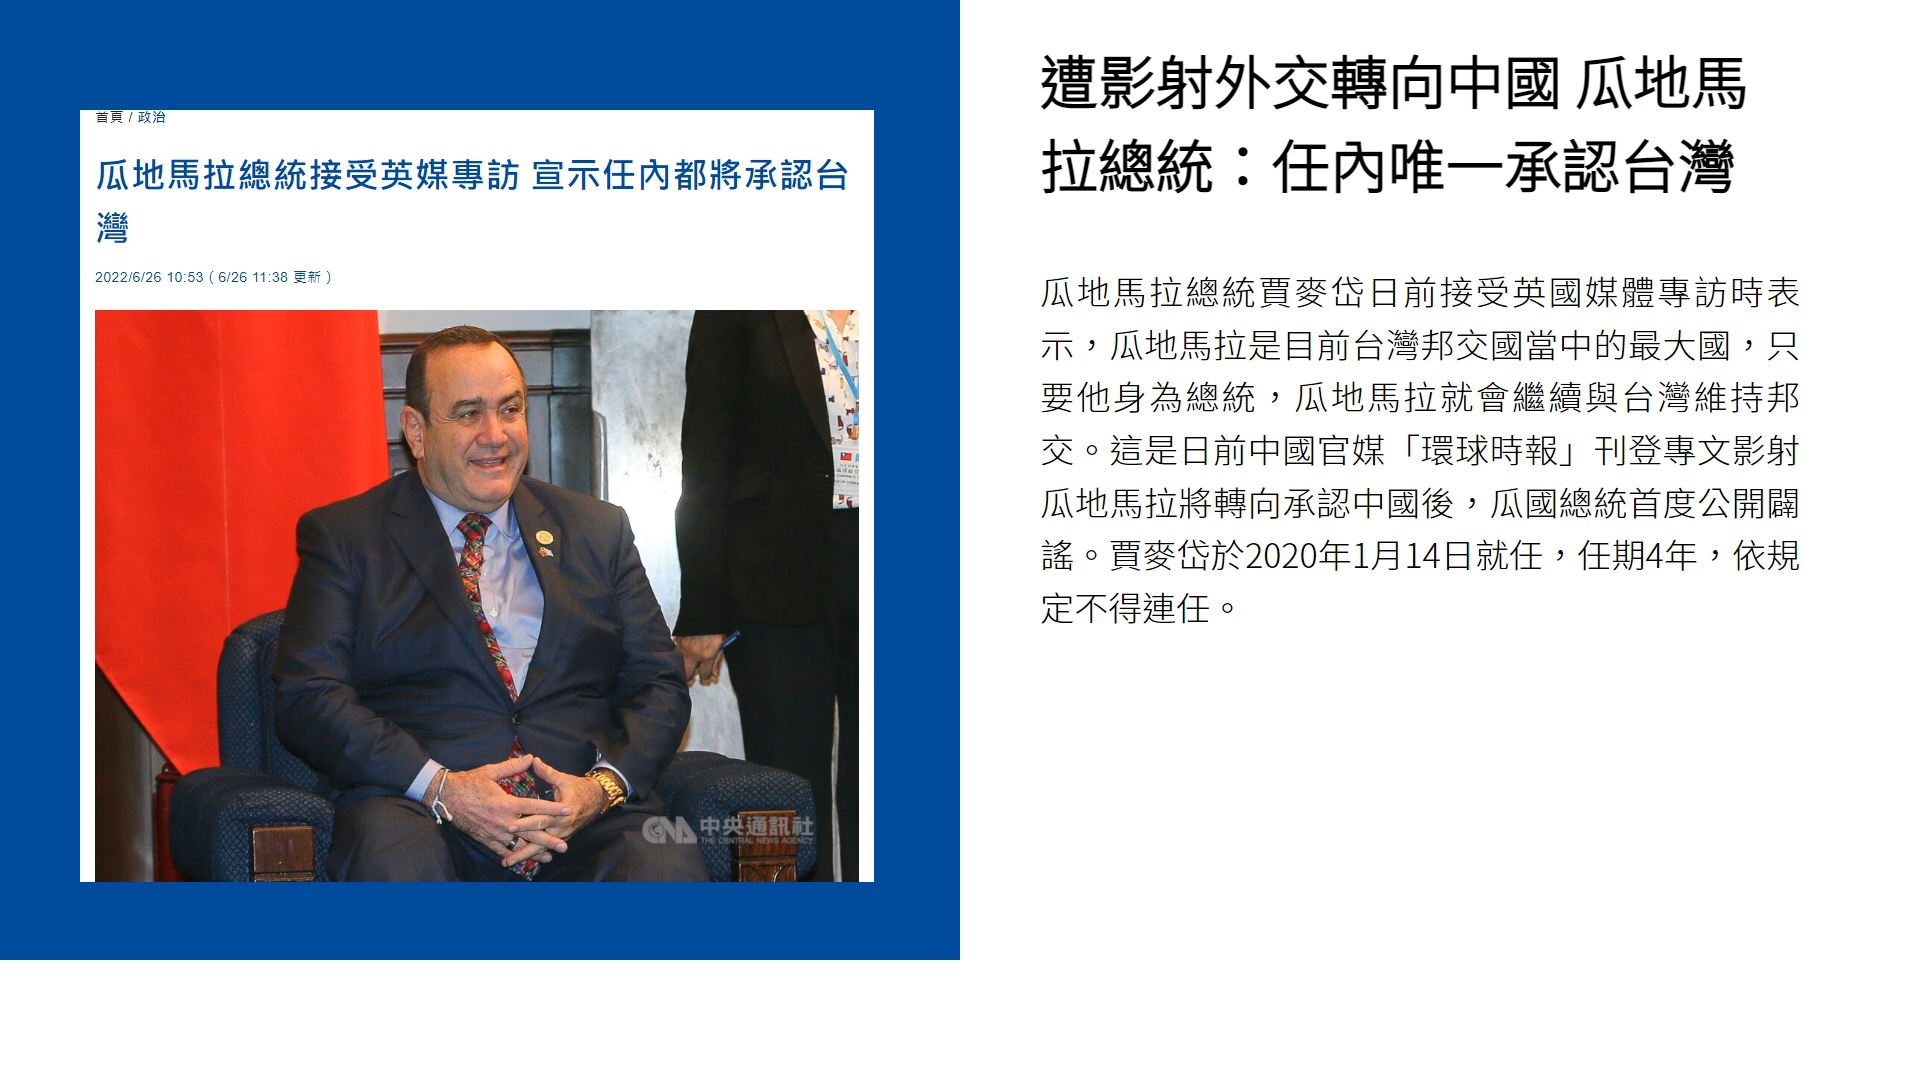 首頁 / 政治
瓜地馬拉總統接受英媒專訪 宣示任內都將承認台
灣
2022/6/26 10:53 ( 6/26 11:38 更新 )
CNA 中央通訊社
THE CENTRAL NEWS AGENCY
遭影射外交轉向中國 瓜地馬
拉總統：任內唯一承認台灣
瓜地馬拉總統賈麥岱日前接受英國媒體專訪時表
示，瓜地馬拉是目前台灣邦交國當中的最大國，只
要他身為總統，瓜地馬拉就會繼續與台灣維持邦
交。這是日前中國官媒「環球時報」刊登專文影射
瓜地馬拉將轉向承認中國後，瓜國總統首度公開闢
謠。賈麥岱於2020年1月14日就任，任期4年，依規
定不得連任。